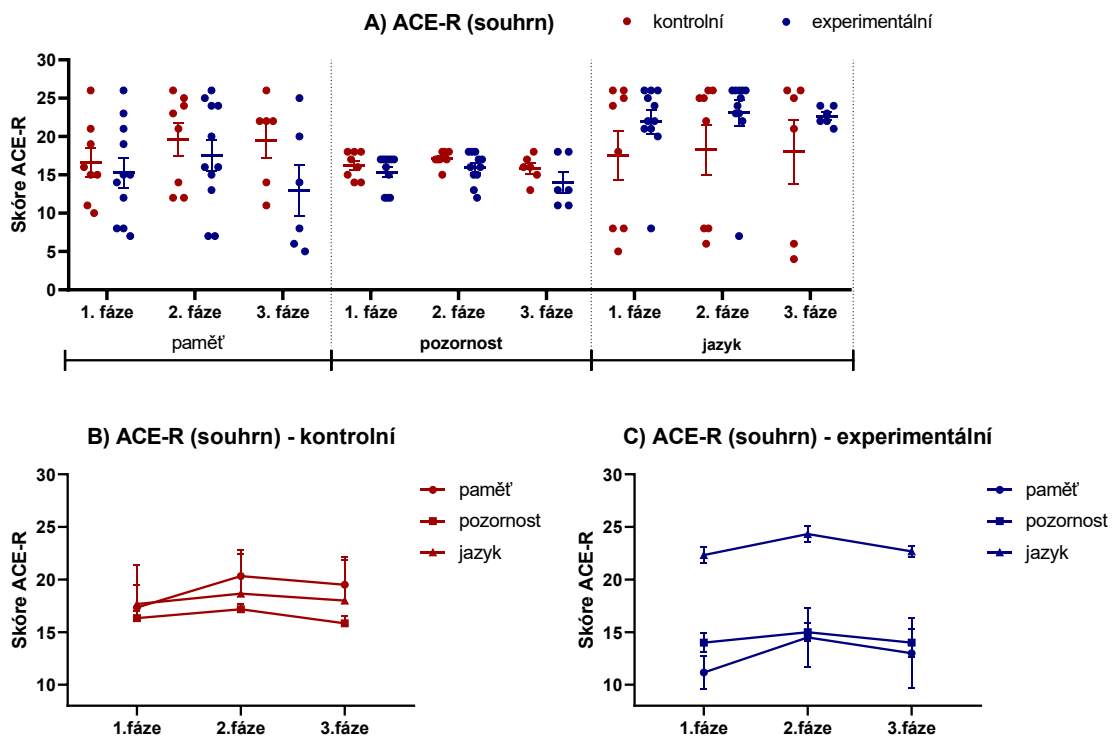 A) ACE-R (souhrn)
kontrolní
experimentální
Skóre ACE-R
30
25
20
15
10
5
0
1. fáze 2. fáze 3. fáze 1. fáze 2. fáze 3. fáze 1. fáze 2. fáze 3. fáze
paměť pozornost jazyk
B) ACE-R (souhrn) - kontrolní
Skóre ACE-R
30
25
20
15
10
1.fáze 2.fáze 3.fáze
paměť
pozornost
jazyk
C) ACE-R (souhrn) - experimentální
Skóre ACE-R
30
25
20
15
10
1.fáze 2.fáze 3.fáze
paměť
pozornost
jazyk